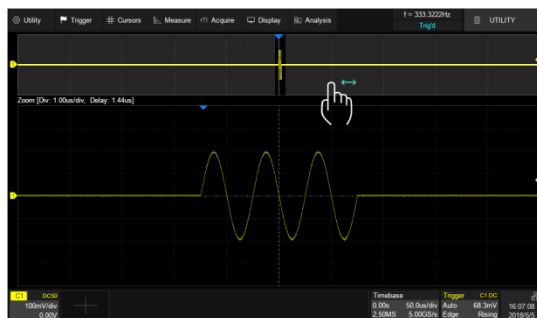 Utility Trigger Cursors Measure Acquire Display Analysis f = 333.3222Hz Trig'd UTILITY
Zoom [Div: 1.00us/div, Delay: 1.44us]
C1 DC50 Timebase Trigger C1 DC
100mV/div 0.00s 50.0us/div Auto 68.3mV 16:07:08
0.00V 2.50MS 5.00GS/s Edge Rising 2018/5/5